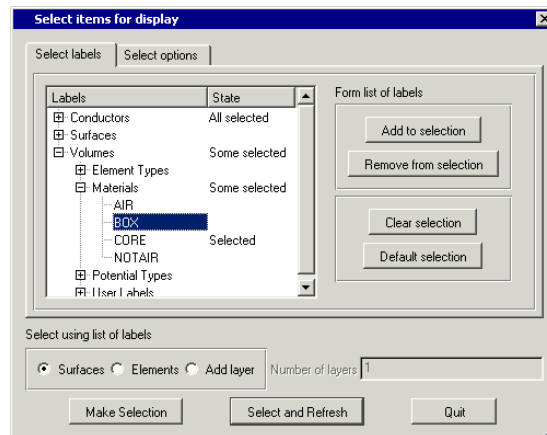 Select items for display
Select labels Select options
Labels State
Conductors All selected
Surfaces
Volumes Some selected
Element Types
Materials Some selected
AIR
BOX
CORE Selected
NOTAIR
Potential Types
User Labels
Form list of labels
Add to selection
Remove from selection
Clear selection
Default selection
Select using list of labels
Surfaces Elements Add layer Number of layers 1
Make Selection Select and Refresh Quit